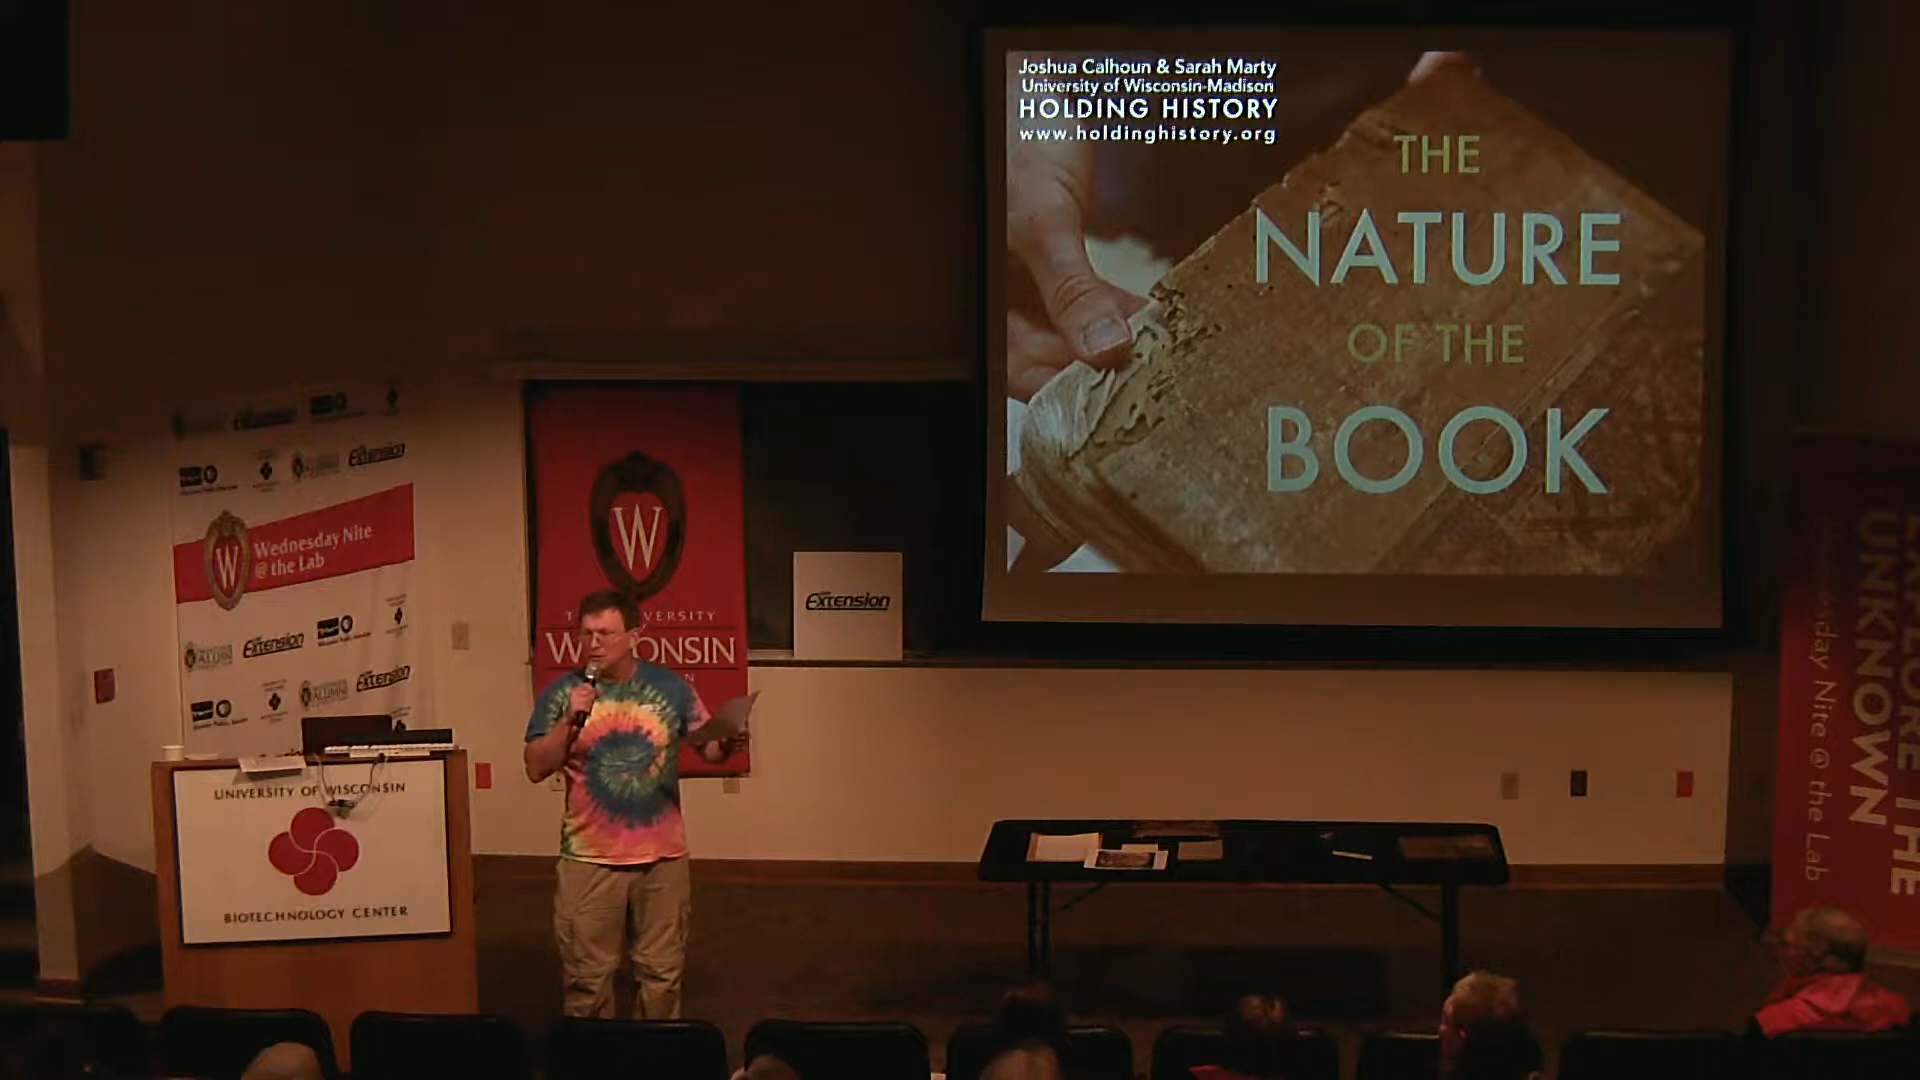 Joshua Calhoun & Sarah Marty
University of Wisconsin-Madison
HOLDING HISTORY
www.holdinghistory.org
THE
NATURE
OF THE
BOOK
Extension
Wednesday Nite
@ the Lab
Extension
ALUMNI
Extension
W
W
WISCONSIN
Extension
UNIVERSITY OF WISCONSIN
BIOTECHNOLOGY CENTER
EXPLORE THE
UNKNOWN
Wednesday Nite @ the Lab